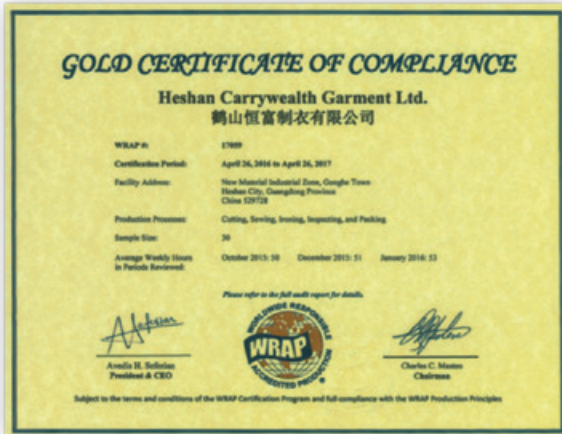 GOLD CERTIFICATE OF COMPLIANCE
Heshan Carrywealth Garment Ltd.
鹤山恒富制衣有限公司
WRAP #: 17059
Certification Period: April 26, 2016 to April 26, 2017
Facility Address: New Material Industrial Zone, Gonghe Town
Heshan City, Guangdong Province
China 529728
Production Processes: Cutting, Sewing, Ironing, Inspecting, and Packing
Sample Size: 50
Average Weekly Hours October 2015: 50 December 2015: 51 January 2016: 53
in Periods Reviewed:
Please refer to the full audit report for details.
WORLDWIDE RESPONSIBLE
WRAP
ACCREDITED PRODUCTION
®
Avedis H. Seferian
President & CEO
Charles C. Masten
Chairman
Subject to the terms and conditions of the WRAP Certification Program and full compliance with the WRAP Production Principles